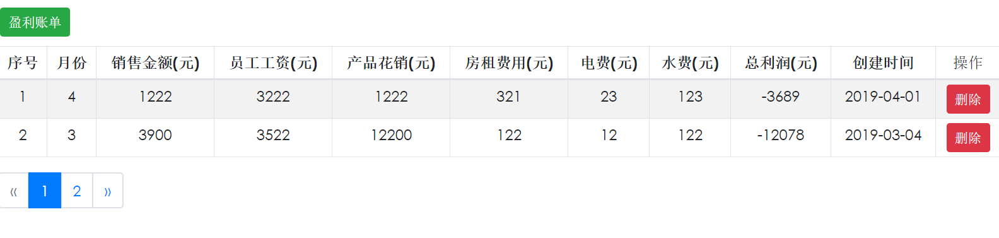 盈利账单
序号 月份 销售金额(元) 员工工资(元) 产品花销(元) 房租费用(元) 电费(元) 水费(元) 总利润(元) 创建时间 操作
1 4 1222 3222 1222 321 23 123 -3689 2019-04-01 删除
2 3 3900 3522 12200 122 12 122 -12078 2019-03-04 删除
« 1 2 »